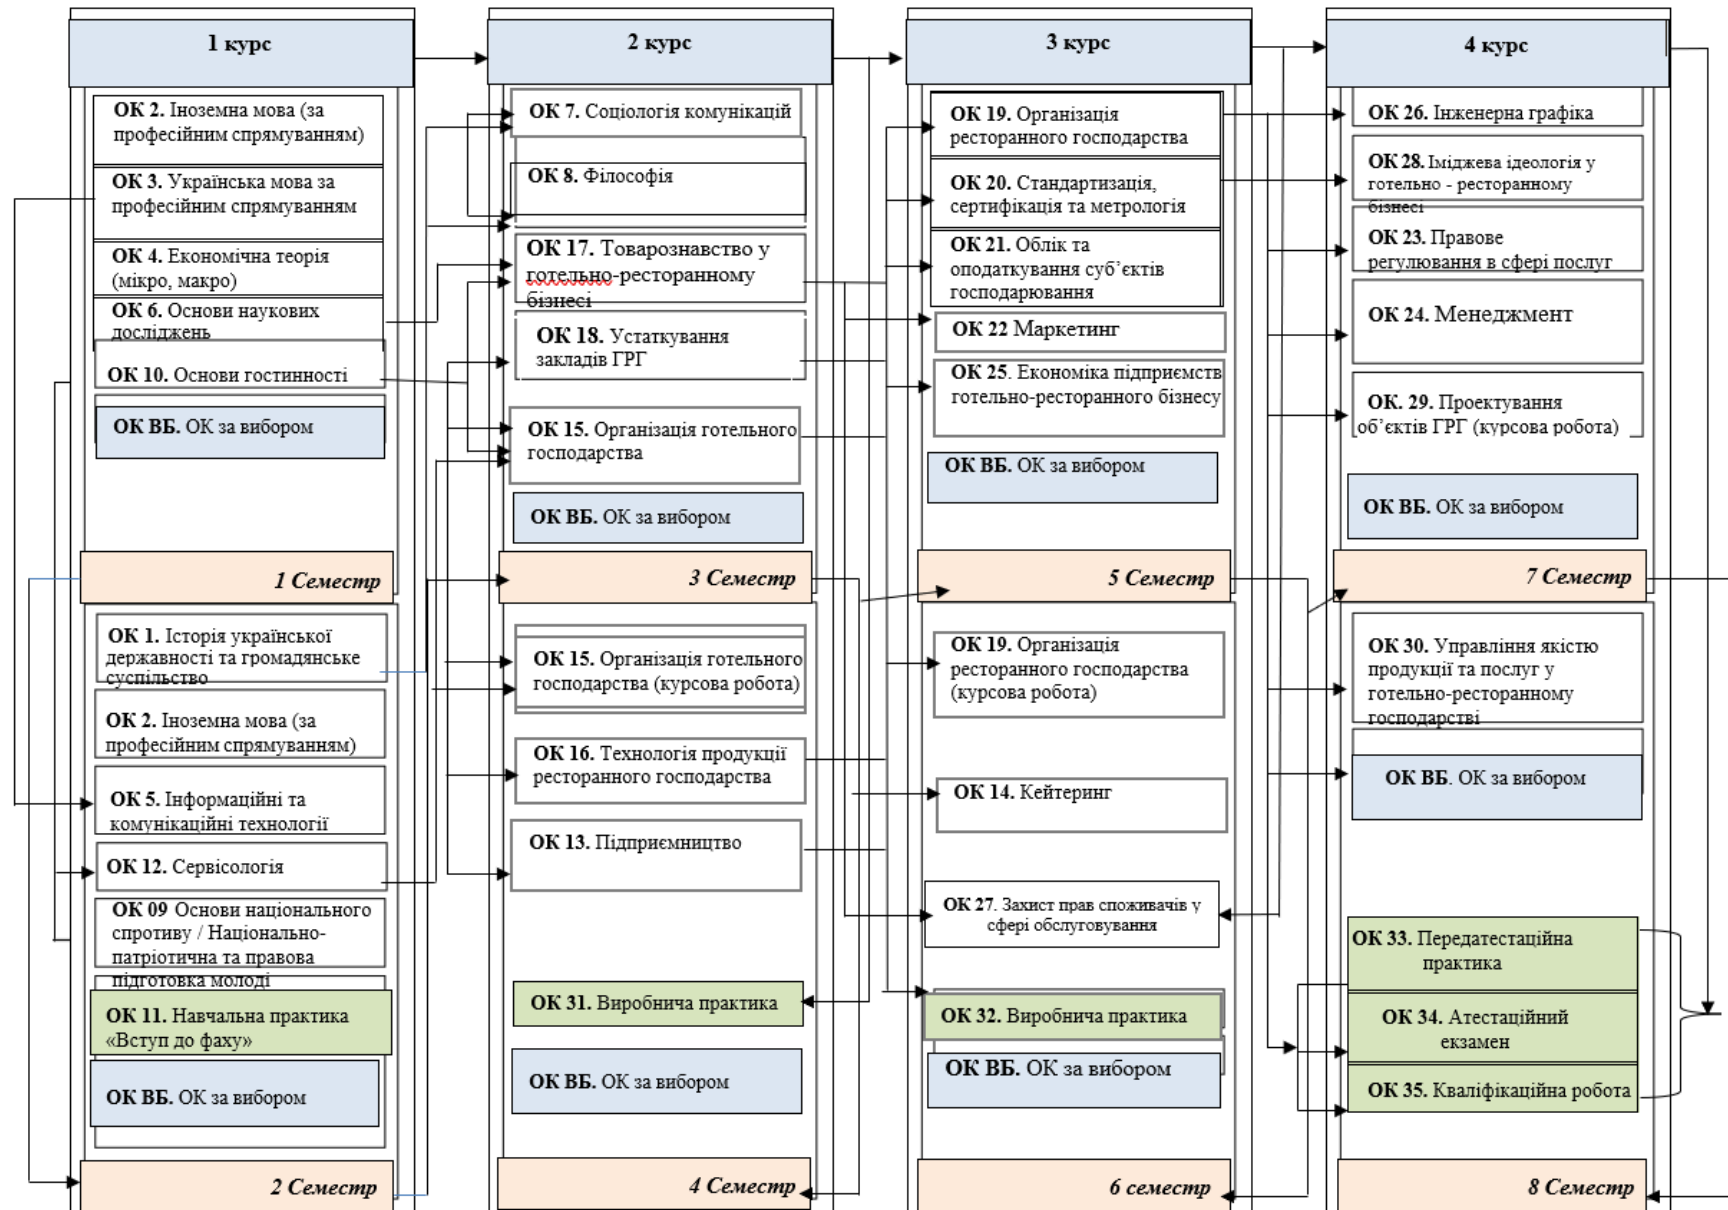 1 курс
ОК 2. Іноземна мова (за
професійним спрямуванням)
ОК 3. Українська мова за
професійним спрямуванням
ОК 4. Економічна теорія
(мікро, макро)
ОК 6. Основи наукових
досліджень
ОК 10. Основи гостинності
ОК ВБ. ОК за вибором
1 Семестр
ОК 1. Історія української
державності та громадянське
суспільство
ОК 2. Іноземна мова (за
професійним спрямуванням)
ОК 5. Інформаційні та
комунікаційні технології
ОК 12. Сервісологія
ОК 09 Основи національного
спротиву / Національно-
патріотична та правова
підготовка молоді
ОК 11. Навчальна практика
«Вступ до фаху»
ОК ВБ. ОК за вибором
2 Семестр
2 курс
ОК 7. Соціологія комунікацій
ОК 8. Філософія
ОК 17. Товарознавство у
готельно-ресторанному
бізнесі
ОК 18. Устаткування
закладів ГРГ
ОК 15. Організація готельного
господарства
ОК ВБ. ОК за вибором
3 Семестр
ОК 15. Організація готельного
господарства (курсова робота)
ОК 16. Технологія продукції
ресторанного господарства
ОК 13. Підприємництво
ОК 31. Виробнича практика
ОК ВБ. ОК за вибором
4 Семестр
3 курс
ОК 19. Організація
ресторанного господарства
ОК 20. Стандартизація,
сертифікація та метрологія
ОК 21. Облік та
оподаткування суб’єктів
господарювання
ОК 22 Маркетинг
ОК 25. Економіка підприємств
готельно-ресторанного бізнесу
ОК ВБ. ОК за вибором
5 Семестр
ОК 19. Організація
ресторанного господарства
(курсова робота)
ОК 14. Кейтеринг
ОК 27. Захист прав споживачів у
сфері обслуговування
ОК 32. Виробнича практика
ОК ВБ. ОК за вибором
6 семестр
4 курс
ОК 26. Інженерна графіка
ОК 28. Іміджева ідеологія у
готельно - ресторанному
бізнесі
ОК 23. Правове
регулювання в сфері послуг
ОК 24. Менеджмент
ОК. 29. Проектування
об’єктів ГРГ (курсова робота)
ОК ВБ. ОК за вибором
7 Семестр
ОК 30. Управління якістю
продукції та послуг у
готельно-ресторанному
господарстві
ОК ВБ. ОК за вибором
ОК 33. Передатестаційна
практика
ОК 34. Атестаційний
екзамен
ОК 35. Кваліфікаційна робота
8 Семестр